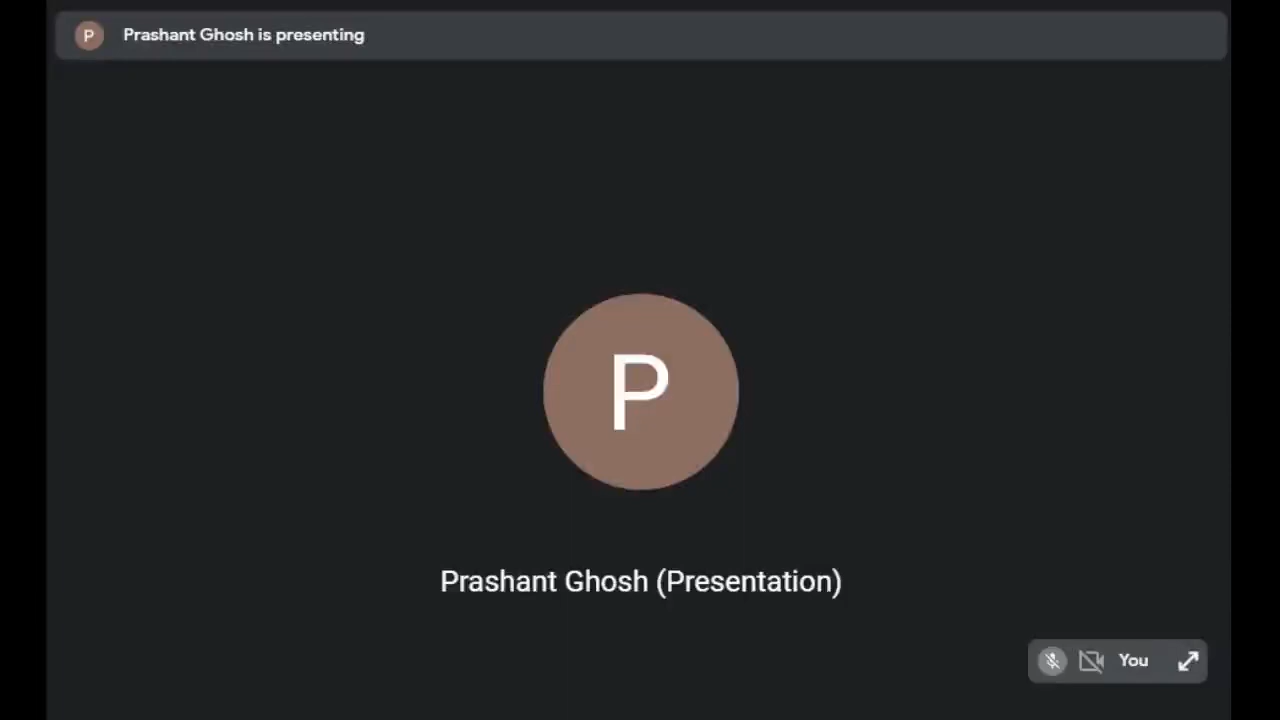 P Prashant Ghosh is presenting
P
Prashant Ghosh (Presentation)
You